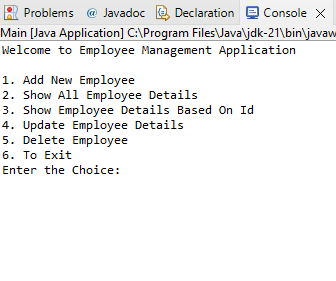 Problems @ Javadoc Declaration Console
Main [Java Application] C:\Program Files\Java\jdk-21\bin\javaw
Welcome to Employee Management Application
1. Add New Employee
2. Show All Employee Details
3. Show Employee Details Based On Id
4. Update Employee Details
5. Delete Employee
6. To Exit
Enter the Choice: